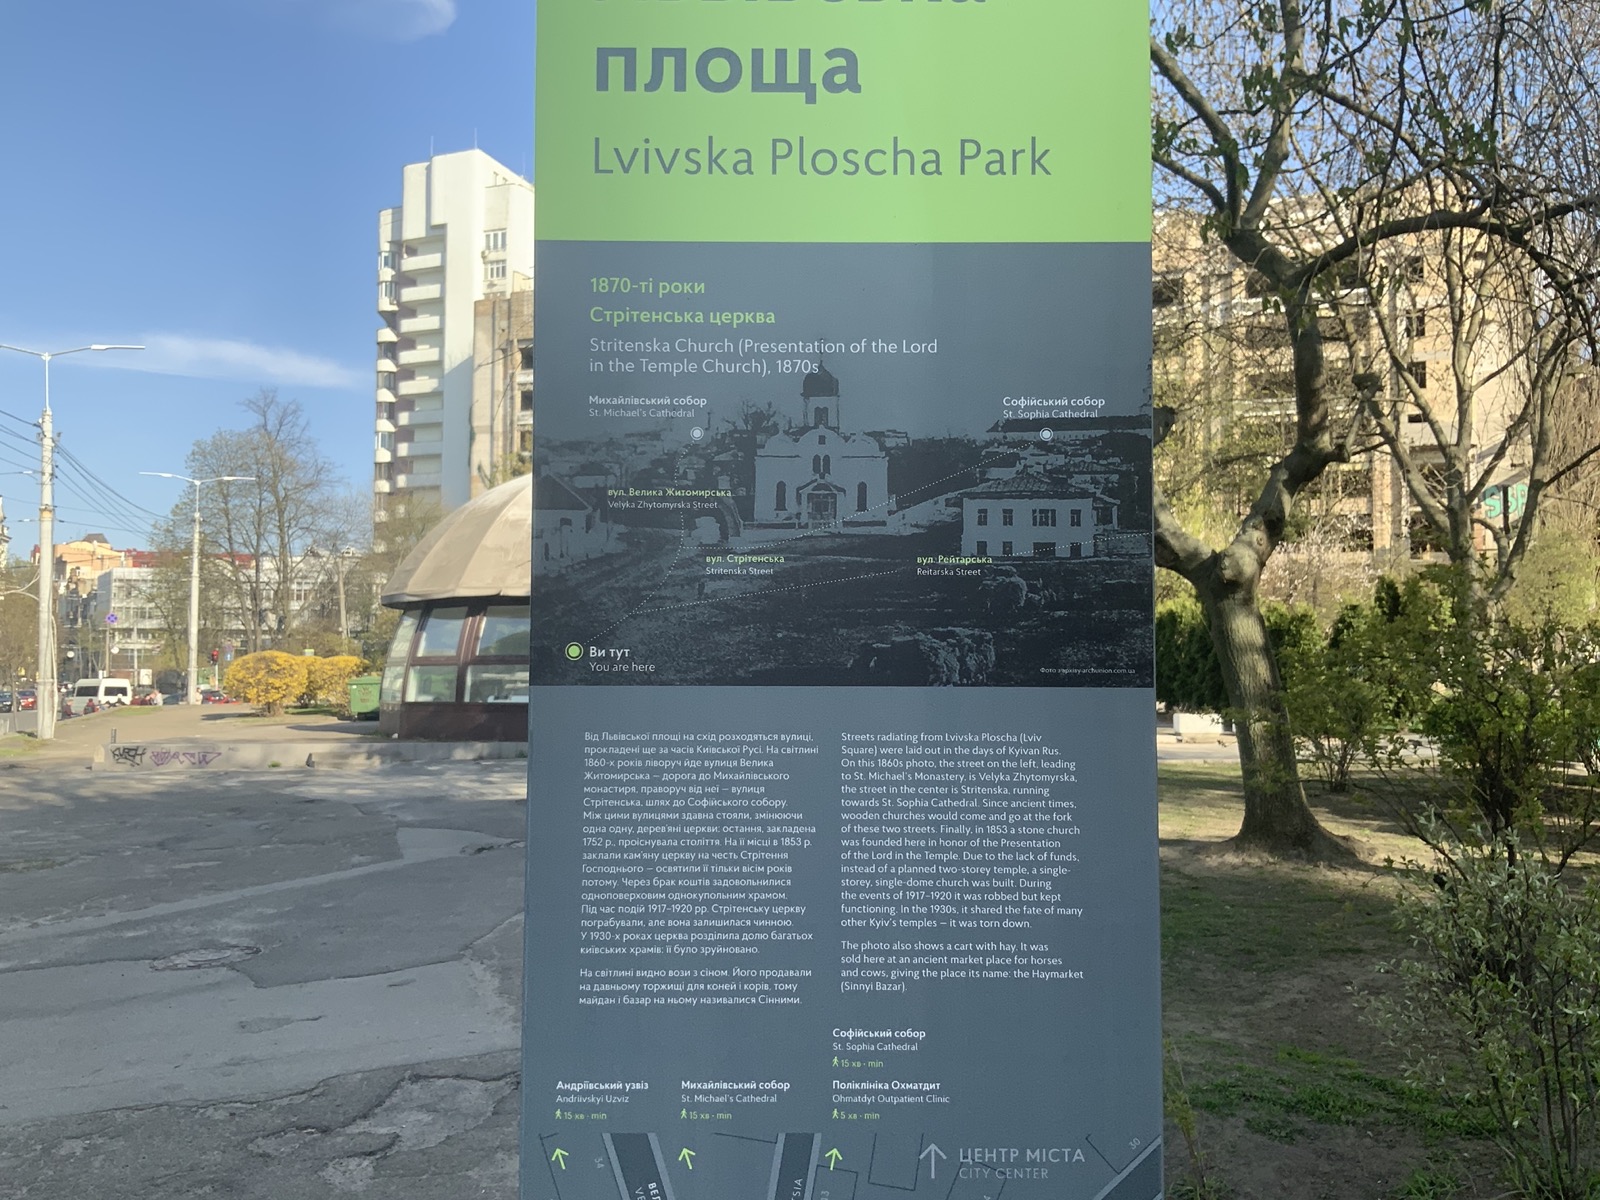 площа
Lvivska Ploscha Park
1870-ті роки
Стрітенська церква
Stritenska Church (Presentation of the Lord
in the Temple Church), 1870s
Михайлівський собор
St. Michael's Cathedral
Софійський собор
St. Sophia Cathedral
вул. Велика Житомирська
Velyka Zhytomyrska Street
вул. Стрітенська
Stritenska Street
вул. Рейтарська
Reitarska Street
Ви тут
You are here
Від Львівської площі на схід розходяться вулиці,
прокладені ще за часів Київської Русі. На світлині
1860-х років ліворуч йде вулиця Велика
Житомирська – дорога до Михайлівського
монастиря, праворуч від неї – вулиця
Стрітенська, шлях до Софійського собору.
Між цими вулицями здавна стояли, змінюючи
одна одну, дерев'яні церкви: остання, закладена
1752 р., проіснувала століття. На її місці в 1853 р.
заклали кам'яну церкву на честь Стрітення
Господнього – освятили її тільки вісім років
потому. Через брак коштів задовольнилися
одноповерховим однокупольним храмом.
Під час подій 1917–1920 рр. Стрітенську церкву
пограбували, але вона залишилася чинною.
У 1930-х роках церква розділила долю багатьох
київських храмів: її було зруйновано.
На світлині видно вози з сіном. Його продавали
на давньому торжищі для коней і корів, тому
майдан і базар на ньому називалися Сінними.
Streets radiating from Lvivska Ploscha (Lviv
Square) were laid out in the days of Kyivan Rus.
On this 1860s photo, the street on the left, leading
to St. Michael's Monastery, is Velyka Zhytomyrska,
the street in the center is Stritenska, running
towards St. Sophia Cathedral. Since ancient times,
wooden churches would come and go at the fork
of these two streets. Finally, in 1853 a stone church
was founded here in honor of the Presentation
of the Lord in the Temple. Due to the lack of funds,
instead of a planned two-storey temple, a single-
storey, single-dome church was built. During
the events of 1917–1920 it was robbed but kept
functioning. In the 1930s, it shared the fate of many
other Kyiv's temples – it was torn down.
The photo also shows a cart with hay. It was
sold here at an ancient market place for horses
and cows, giving the place its name: the Haymarket
(Sinnyi Bazar).
Софійський собор
St. Sophia Cathedral
15 хв · min
Андріївський узвіз
Andriivskyi Uzviz
15 хв · min
Михайлівський собор
St. Michael's Cathedral
15 хв · min
Поліклініка Охматдит
Ohmatdyt Outpatient Clinic
5 хв · min
ЦЕНТР МІСТА
CITY CENTER
34
30